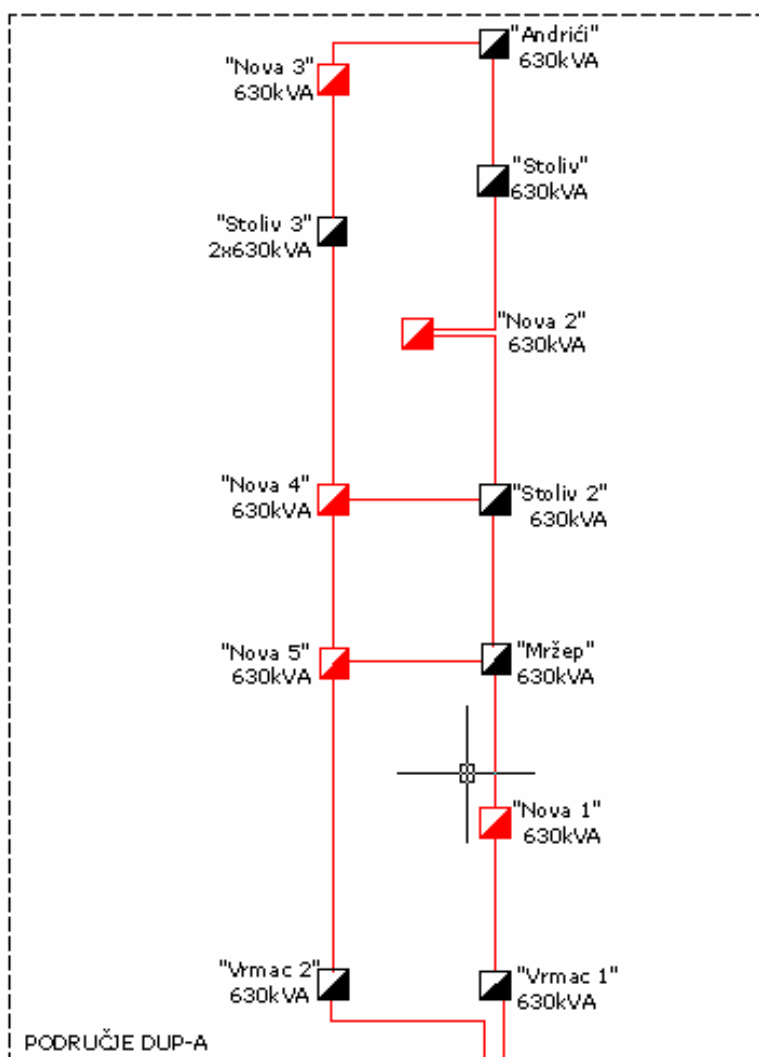 "Andrići"
630kVA
"Nova 3"
630kVA
"Stoliv"
630kVA
"Stoliv 3"
2x630kVA
"Nova 2"
630kVA
"Nova 4"
630kVA
"Stoliv 2"
630kVA
"Nova 5"
630kVA
"Mržep"
630kVA
"Nova 1"
630kVA
"Vrmac 2"
630kVA
"Vrmac 1"
630kVA
PODRUČJE DUP-A